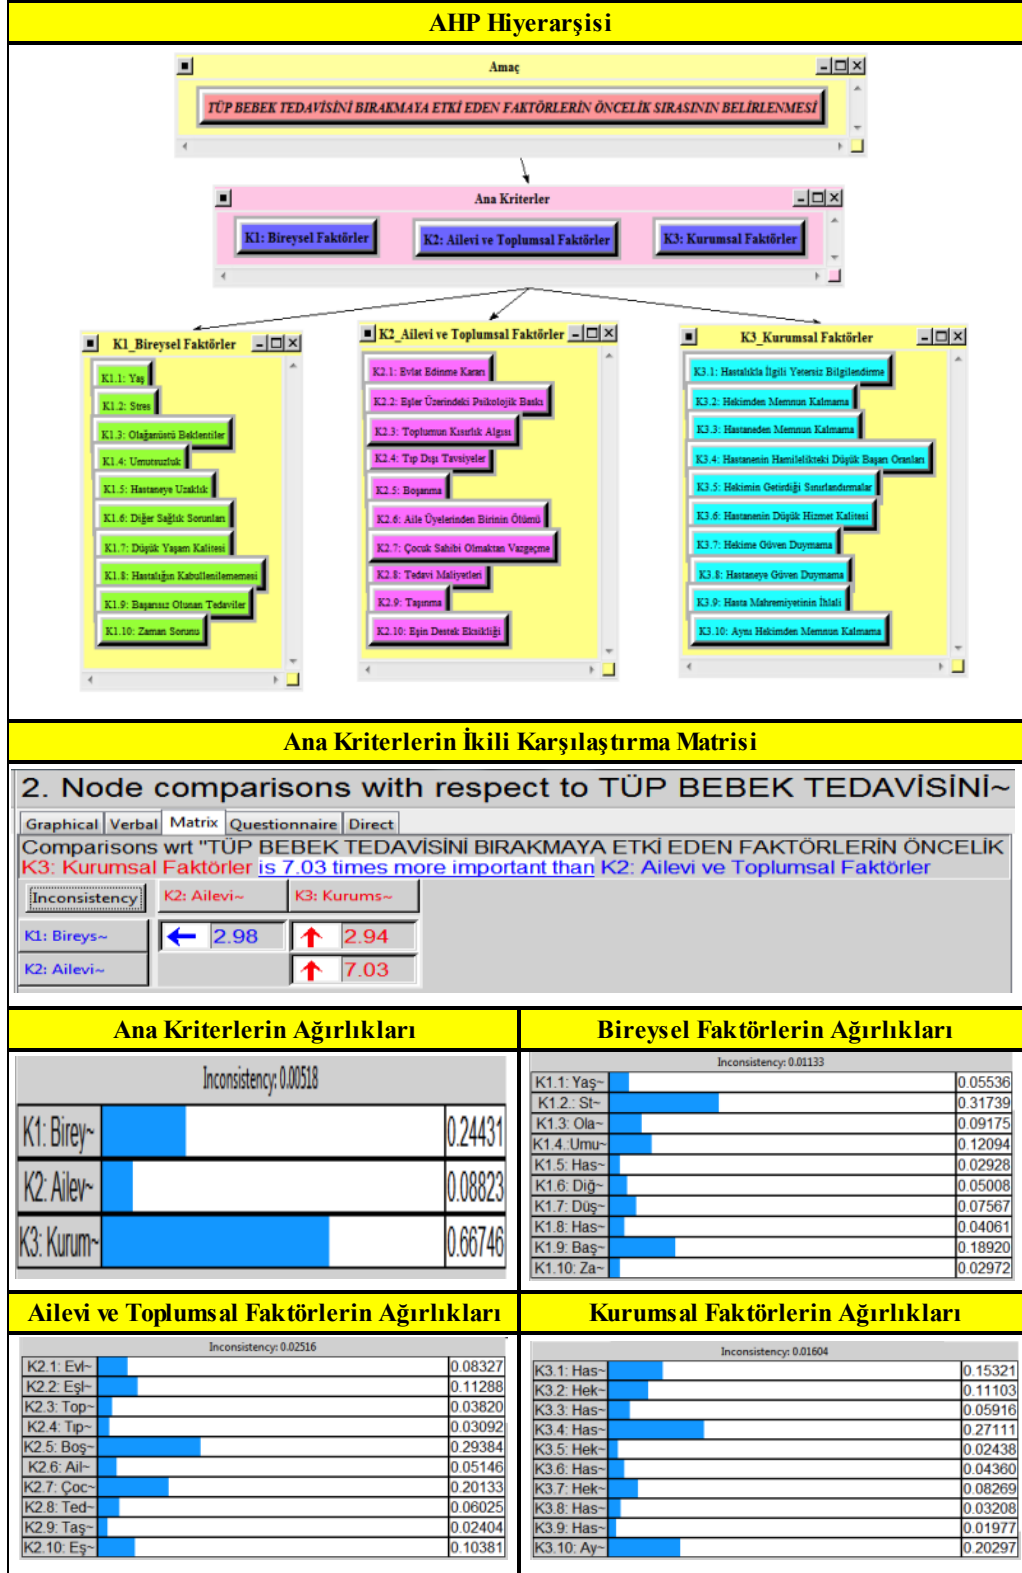 AHP Hiyerarşisi
Amaç
TÜP BEBEK TEDAVİSİNİ BIRAKMAYA ETKİ EDEN FAKTÖRLERİN ÖNCELİK SIRASININ BELİRLENMESİ
Ana Kriterler
K1: Bireysel Faktörler
K2: Ailevi ve Toplumsal Faktörler
K3: Kurumsal Faktörler
K1_Bireysel Faktörler
K1.1: Yaş
K1.2: Stres
K1.3: Olağanüstü Beklentiler
K1.4: Umutsuzluk
K1.5: Hastaneye Uzaklık
K1.6: Diğer Sağlık Sorunları
K1.7: Düşük Yaşam Kalitesi
K1.8: Hastalığın Kabullenilememesi
K1.9: Başarısız Olunan Tedaviler
K1.10: Zaman Sorunu
K2_Ailevi ve Toplumsal Faktörler
K2.1: Evlat Edinme Kararı
K2.2: Eşler Üzerindeki Psikolojik Baskı
K2.3: Toplumun Kısırlık Algısı
K2.4: Tıp Dışı Tavsiyeler
K2.5: Boşanma
K2.6: Aile Üyelerinden Birinin Ölümü
K2.7: Çocuk Sahibi Olmaktan Vazgeçme
K2.8: Tedavi Maliyetleri
K2.9: Taşınma
K2.10: Eşin Destek Eksikliği
K3_Kurumsal Faktörler
K3.1: Hastalıkla İlgili Yetersiz Bilgilendirme
K3.2: Hekimden Memnun Kalmama
K3.3: Hastaneden Memnun Kalmama
K3.4: Hastanenin Hamilelikteki Düşük Başarı Oranları
K3.5: Hekimin Getirdiği Sınırlandırmalar
K3.6: Hastanenin Düşük Hizmet Kalitesi
K3.7: Hekime Güven Duymama
K3.8: Hastaneye Güven Duymama
K3.9: Hasta Mahremiyetinin İhlali
K3.10: Aynı Hekimden Memnun Kalmama
Ana Kriterlerin İkili Karşılaştırma Matrisi
2. Node comparisons with respect to TÜP BEBEK TEDAVİSİNİ~
Graphical Verbal Matrix Questionnaire Direct
Comparisons wrt "TÜP BEBEK TEDAVİSİNİ BIRAKMAYA ETKİ EDEN FAKTÖRLERİN ÖNCELİK
K3: Kurumsal Faktörler is 7.03 times more important than K2: Ailevi ve Toplumsal Faktörler
Inconsistency K2: Ailevi~ K3: Kurums~
K1: Bireys~ 2.98 2.94
K2: Ailevi~ 7.03
Ana Kriterlerin Ağırlıkları
Inconsistency: 0.00518
K1: Birey~ 0.24431
K2: Ailev~ 0.08823
K3: Kurum~ 0.66746
Bireysel Faktörlerin Ağırlıkları
Inconsistency: 0.01133
K1.1: Yaş~ 0.05536
K1.2.: St~ 0.31739
K1.3: Ola~ 0.09175
K1.4.:Umu~ 0.12094
K1.5: Has~ 0.02928
K1.6: Diğ~ 0.05008
K1.7: Düş~ 0.07567
K1.8: Has~ 0.04061
K1.9: Baş~ 0.18920
K1.10: Za~ 0.02972
Ailevi ve Toplumsal Faktörlerin Ağırlıkları
Inconsistency: 0.02516
K2.1: Evl~ 0.08327
K2.2: Eşl~ 0.11288
K2.3: Top~ 0.03820
K2.4: Tıp~ 0.03092
K2.5: Boş~ 0.29384
K2.6: Ail~ 0.05146
K2.7: Çoc~ 0.20133
K2.8: Ted~ 0.06025
K2.9: Taş~ 0.02404
K2.10: Eş~ 0.10381
Kurumsal Faktörlerin Ağırlıkları
Inconsistency: 0.01604
K3.1: Has~ 0.15321
K3.2: Hek~ 0.11103
K3.3: Has~ 0.05916
K3.4: Has~ 0.27111
K3.5: Hek~ 0.02438
K3.6: Has~ 0.04360
K3.7: Hek~ 0.08269
K3.8: Has~ 0.03208
K3.9: Has~ 0.01977
K3.10: Ay~ 0.20297